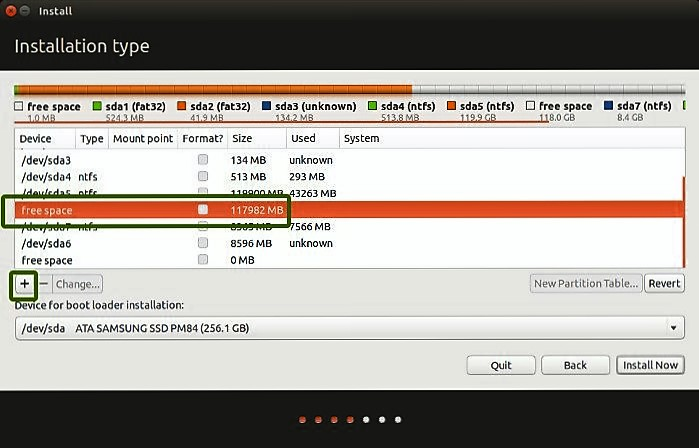 Install
Installation type
free space sda1 (fat32) sda2 (fat32) sda3 (unknown) sda4 (ntfs) sda5 (ntfs) free space sda7 (ntfs)
1.0 MB 524.3 MB 41.9 MB 134.2 MB 513.8 MB 119.9 GB 118.0 GB 8.4 GB
Device Type Mount point Format? Size Used System
/dev/sda3 134 MB unknown
/dev/sda4 ntfs 513 MB 293 MB
/dev/sda5 ntfs 43263 MB
free space 117982 MB
/dev/sda7 ntfs 7566 MB
/dev/sda6 8596 MB unknown
free space 0 MB
+ − Change... New Partition Table... Revert
Device for boot loader installation:
/dev/sda ATA SAMSUNG SSD PM84 (256.1 GB)
Quit Back Install Now